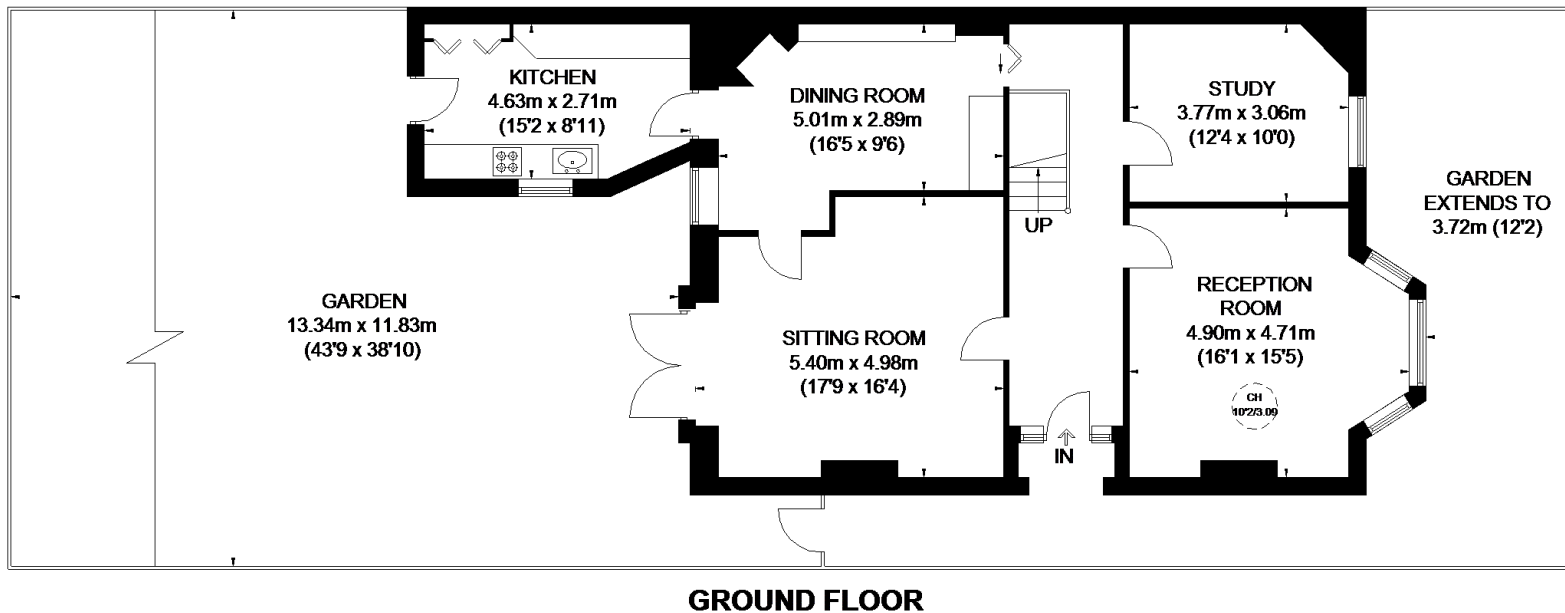 KITCHEN
4.63m x 2.71m
(15'2 x 8'11)
DINING ROOM
5.01m x 2.89m
(16'5 x 9'6)
STUDY
3.77m x 3.06m
(12'4 x 10'0)
GARDEN
EXTENDS TO
3.72m (12'2)
UP
GARDEN
13.34m x 11.83m
(43'9 x 38'10)
SITTING ROOM
5.40m x 4.98m
(17'9 x 16'4)
RECEPTION
ROOM
4.90m x 4.71m
(16'1 x 15'5)
CH
10'2/3.09
IN
GROUND FLOOR